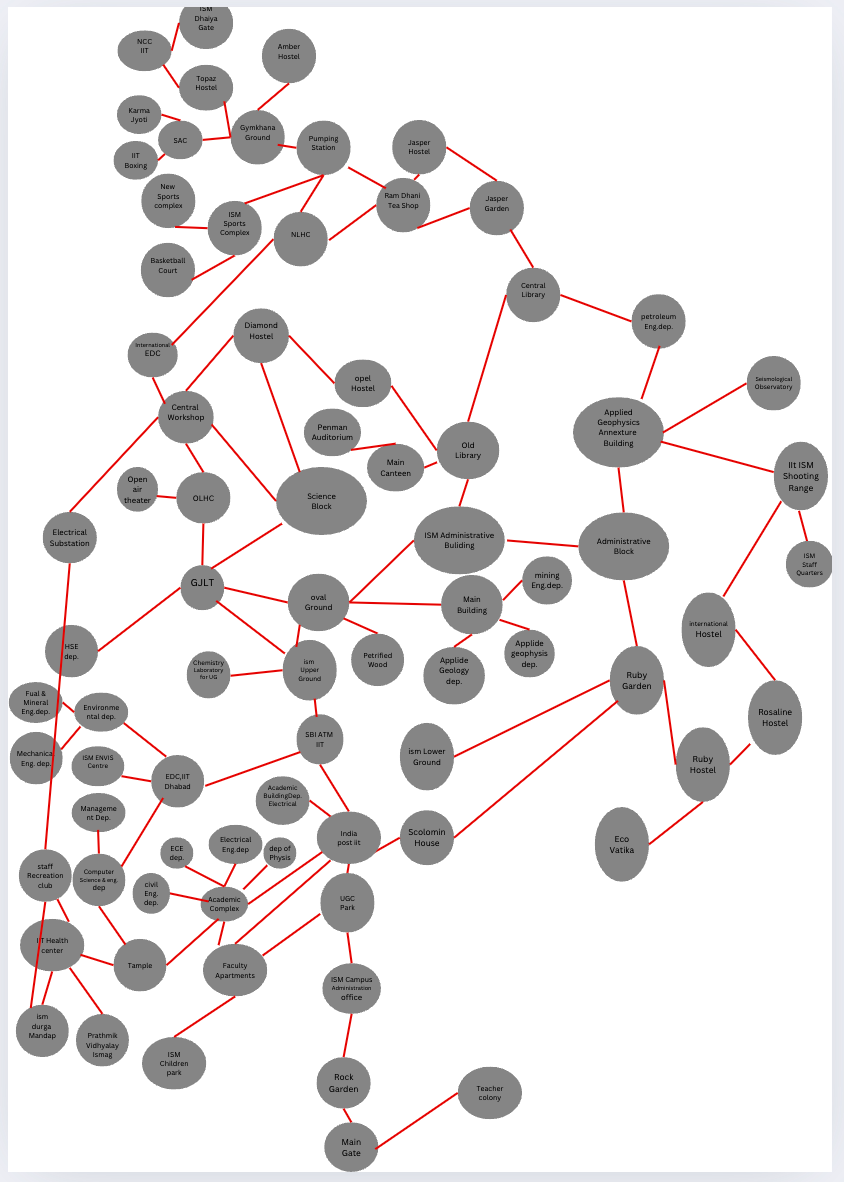 ISM
Dhaiya
Gate
NCC
IIT
Amber
Hostel
Topaz
Hostel
Karma
Jyoti
SAC
Gymkhana
Ground
Pumping
Station
Jasper
Hostel
IIT
Boxing
New
Sports
complex
Ram Dhani
Tea Shop
Jasper
Garden
ISM
Sports
Complex
NLHC
Basketball
Court
Central
Library
petroleum
Eng.dep.
Diamond
Hostel
International
EDC
opel
Hostel
Seismological
Observatory
Central
Workshop
Penman
Auditorium
Applied
Geophysics
Annexture
Building
Old
Library
Main
Canteen
IIt ISM
Shooting
Range
Open
air
theater
OLHC
Science
Block
Electrical
Substation
ISM Administrative
Buliding
Administrative
Block
ISM
Staff
Quarters
GJLT
oval
Ground
Main
Building
mining
Eng.dep.
international
Hostel
HSE
dep.
Chemistry
Laboratory
for UG
ism
Upper
Ground
Petrified
Wood
Applide
Geology
dep.
Applide
geophysis
dep.
Ruby
Garden
Fual &
Mineral
Eng.dep.
Environme
ntal dep.
Rosaline
Hostel
SBI ATM
IIT
Mechanica
Eng. dep.
ISM ENVIS
Centre
EDC,IIT
Dhabad
ism Lower
Ground
Ruby
Hostel
Academic
BuildingDep.
Electrical
Manageme
nt Dep.
India
post iit
Scolomin
House
Eco
Vatika
ECE
dep.
Electrical
Eng.dep
dep of
Physis
staff
Recreation
club
Computer
Science & eng.
dep
civil
Eng.
dep.
Academic
Complex
UGC
Park
IIT Health
center
Tample
Faculty
Apartments
ISM Campus
Administration
office
ism
durga
Mandap
Prathmik
Vidhyalay
Ismag
ISM
Children
park
Rock
Garden
Teacher
colony
Main
Gate